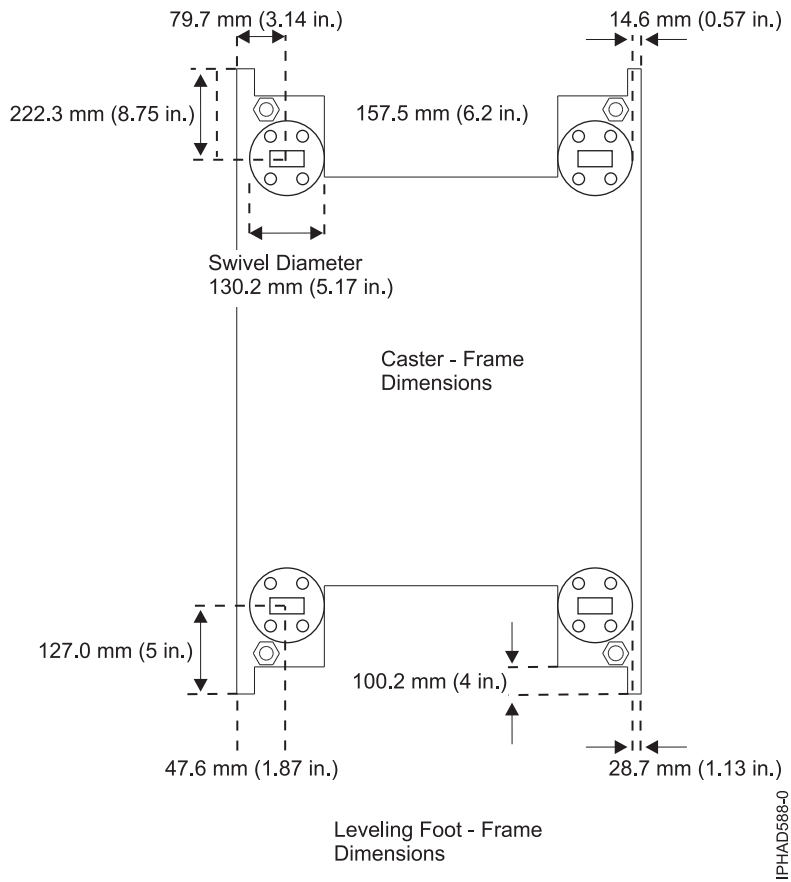 79.7 mm (3.14 in.)
14.6 mm (0.57 in.)
222.3 mm (8.75 in.)
157.5 mm (6.2 in.)
Swivel Diameter
130.2 mm (5.17 in.)
Caster - Frame
Dimensions
127.0 mm (5 in.)
100.2 mm (4 in.)
47.6 mm (1.87 in.)
28.7 mm (1.13 in.)
Leveling Foot - Frame
Dimensions
IPHAD588-0